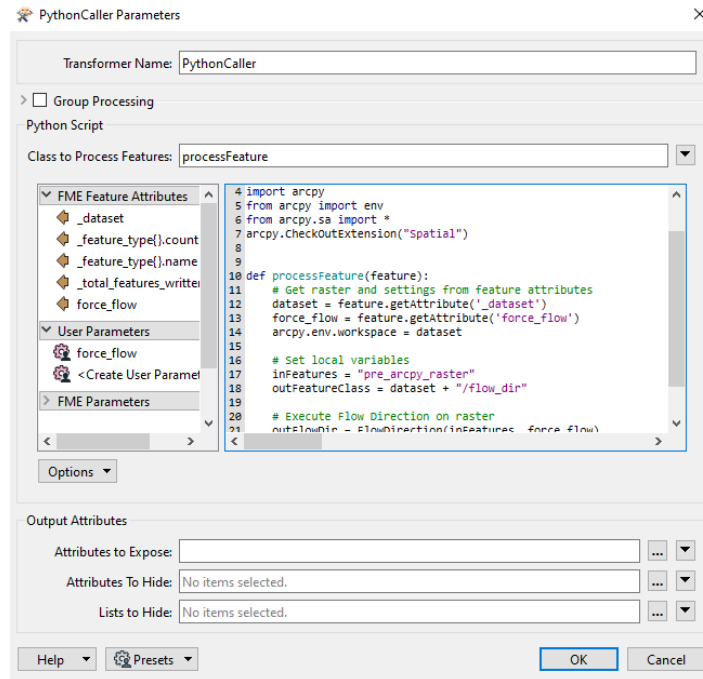 PythonCaller Parameters
Transformer Name: PythonCaller
Group Processing
Python Script
Class to Process Features: processFeature
FME Feature Attributes
_dataset
_feature_type{}.count
_feature_type{}.name
_total_features_writte
force_flow
User Parameters
force_flow
<Create User Paramet
FME Parameters
4 import arcpy
5 from arcpy import env
6 from arcpy.sa import *
7 arcpy.CheckOutExtension("Spatial")
8
9
10 def processFeature(feature):
11 # Get raster and settings from feature attributes
12 dataset = feature.getAttribute('_dataset')
13 force_flow = feature.getAttribute('force_flow')
14 arcpy.env.workspace = dataset
15
16 # Set local variables
17 inFeatures = "pre_arcpy_raster"
18 outFeatureClass = dataset + "/flow_dir"
19
20 # Execute Flow Direction on raster
21 outFlowDir = FlowDirection(inFeatures, force_flow)
Options
Output Attributes
Attributes to Expose:
...
Attributes To Hide: No items selected.
...
Lists to Hide: No items selected.
...
Help
Presets
OK
Cancel